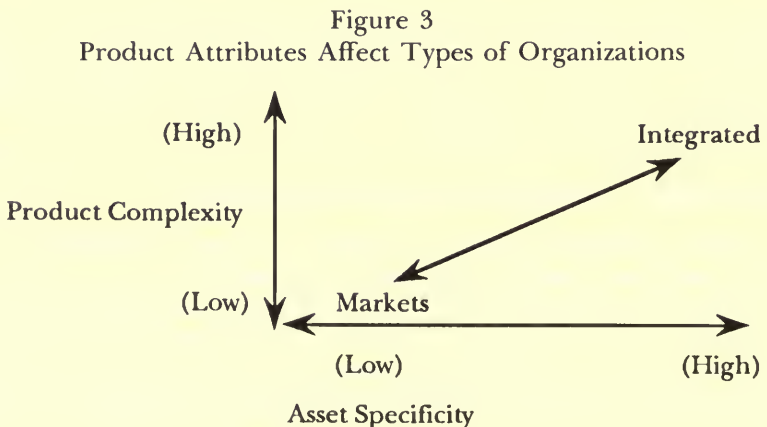 Figure 3
Product Attributes Affect Types of Organizations
(High)
Integrated
Product Complexity
(Low)
Markets
(Low)
(High)
Asset Specificity